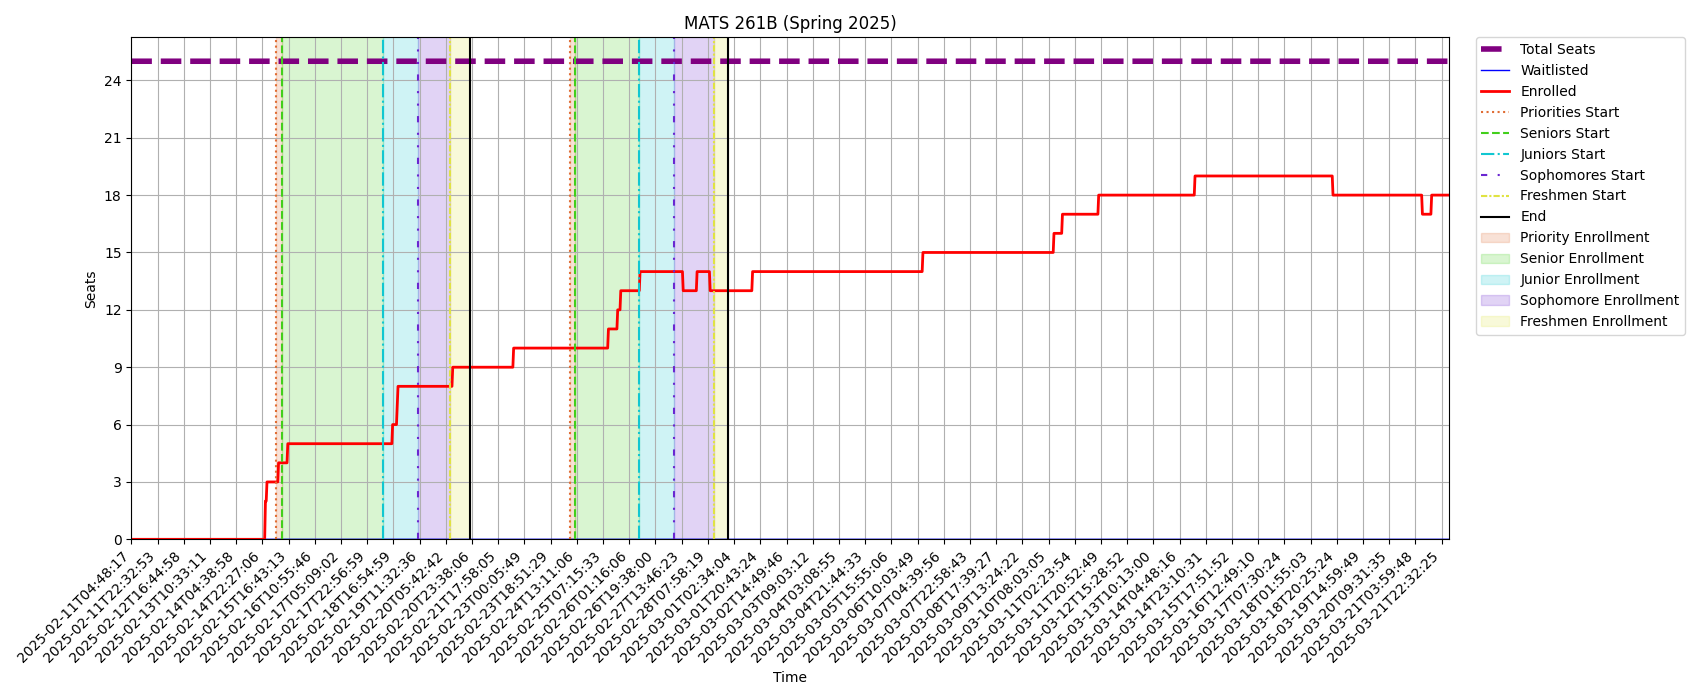 MATS 261B (Spring 2025)
Seats
24
21
18
15
12
9
6
3
0
2025-02-11T04:48:17
2025-02-11T22:32:53
2025-02-12T16:44:58
2025-02-13T10:33:11
2025-02-14T04:38:58
2025-02-14T22:27:06
2025-02-15T16:43:13
2025-02-16T10:55:46
2025-02-17T05:09:02
2025-02-17T22:56:59
2025-02-18T16:54:59
2025-02-19T11:32:36
2025-02-20T05:42:42
2025-02-20T23:38:06
2025-02-21T17:58:05
2025-02-23T00:05:49
2025-02-23T18:51:29
2025-02-24T13:11:06
2025-02-25T07:15:33
2025-02-26T01:16:06
2025-02-26T19:38:00
2025-02-27T13:46:23
2025-02-28T07:58:19
2025-03-01T02:34:04
2025-03-01T20:43:24
2025-03-02T14:49:46
2025-03-03T09:03:12
2025-03-04T03:08:55
2025-03-04T21:44:33
2025-03-05T15:55:06
2025-03-06T10:03:49
2025-03-07T04:39:56
2025-03-07T22:58:43
2025-03-08T17:39:27
2025-03-09T13:24:22
2025-03-10T08:03:05
2025-03-11T02:23:54
2025-03-11T20:52:49
2025-03-12T15:28:52
2025-03-13T10:13:00
2025-03-14T04:48:16
2025-03-14T23:10:31
2025-03-15T17:51:52
2025-03-16T12:49:10
2025-03-17T07:30:24
2025-03-18T01:55:03
2025-03-18T20:25:24
2025-03-19T14:59:49
2025-03-20T09:31:35
2025-03-21T03:59:48
2025-03-21T22:32:25
Time
Total Seats
Waitlisted
Enrolled
Priorities Start
Seniors Start
Juniors Start
Sophomores Start
Freshmen Start
End
Priority Enrollment
Senior Enrollment
Junior Enrollment
Sophomore Enrollment
Freshmen Enrollment